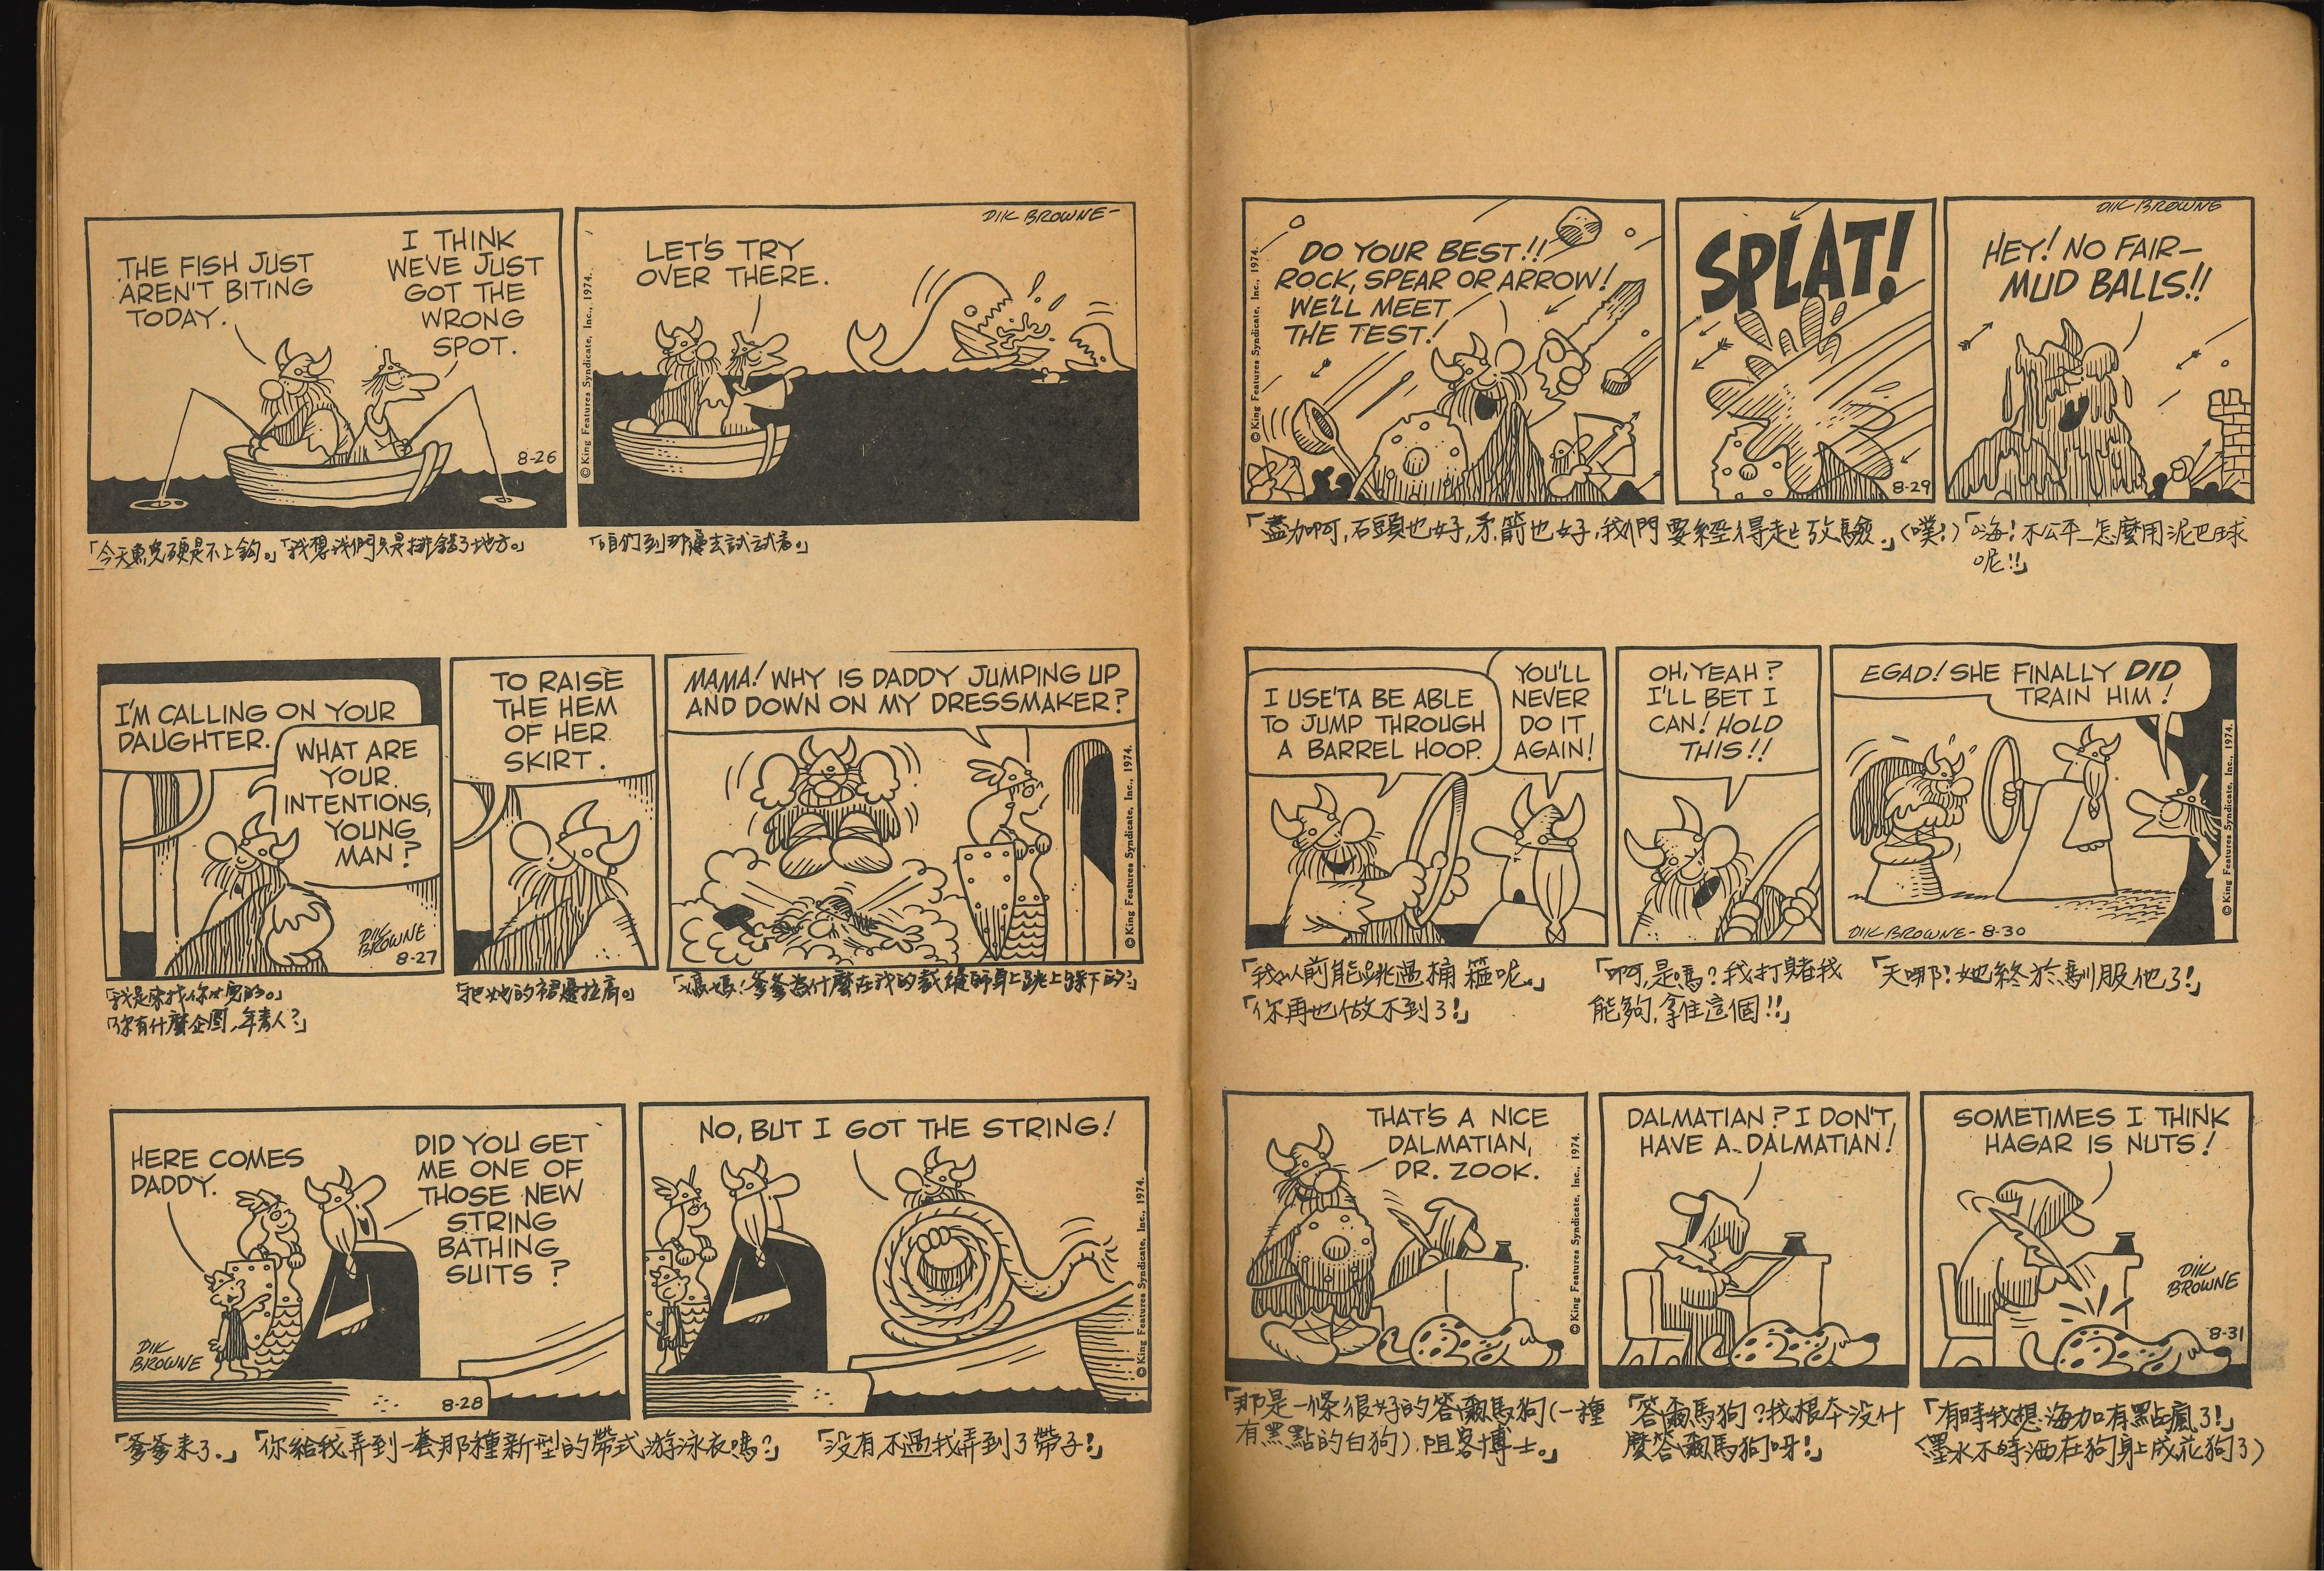 THE FISH JUST
AREN'T BITING
TODAY.
I THINK
WE'VE JUST
GOT THE
WRONG
SPOT.
8-26
© King Features Syndicate, Inc., 1974.
LET'S TRY
OVER THERE.
DIK BROWNE-
「今天魚兒硬是不上鈎。」「我想我們只是挑錯了地方。」
「咱們到那邊去試試看。」
I'M CALLING ON YOUR
DAUGHTER.
WHAT ARE
YOUR
INTENTIONS,
YOUNG
MAN?
DIK
BROWNE
8-27
TO RAISE
THE HEM
OF HER
SKIRT.
MAMA! WHY IS DADDY JUMPING UP
AND DOWN ON MY DRESSMAKER?
© King Features Syndicate, Inc., 1974.
「我是來找你女兒的。」
「你有什麼企圖,年青人?」
「把她的裙邊拉高。」
「媽媽!爹爹為什麼在我的裁縫師身上跳上跳下的?」
HERE COMES
DADDY.
DID YOU GET
ME ONE OF
THOSE NEW
STRING
BATHING
SUITS?
DIK
BROWNE
8-28
NO, BUT I GOT THE STRING!
© King Features Syndicate, Inc., 1974.
「爹爹來了.」「你給我弄到一套那種新型的帶式游泳衣嗎?」
「沒有不過我弄到了帶子!」
© King Features Syndicate, Inc., 1974.
DO YOUR BEST!!
ROCK, SPEAR OR ARROW!
WE'LL MEET
THE TEST!
SPLAT!
8-29
DIK BROWNE
HEY! NO FAIR—
MUD BALLS!!
「盡力啊,石頭也好,矛.箭也好,我們要經得起攷驗.」(噗!)「嗨!不公平_怎麼用泥巴球
呢!!」
I USE'TA BE ABLE
TO JUMP THROUGH
A BARREL HOOP.
YOU'LL
NEVER
DO IT
AGAIN!
OH, YEAH?
I'LL BET I
CAN! HOLD
THIS!!
EGAD! SHE FINALLY DID
TRAIN HIM!
DIK BROWNE- 8-30
© King Features Syndicate, Inc., 1974.
「我以前能跳過桶箍呢.」
「你再也做不到了!」
「啊,是嗎?我打賭我
能夠,拿住這個!!」
「天哪!她終於馴服他了!」
THAT'S A NICE
DALMATIAN,
DR. ZOOK.
© King Features Syndicate, Inc., 1974.
DALMATIAN? I DON'T
HAVE A DALMATIAN!
SOMETIMES I THINK
HAGAR IS NUTS!
DIK
BROWNE
8-31
「那是一條很好的答爾馬狗(一種
有黑點的白狗).阻客博士。」
「答爾馬狗?我根本沒什
麼答爾馬狗呀!」
「有時我想海加有點瘋了!」
(墨水不時洒在狗身上成花狗了)